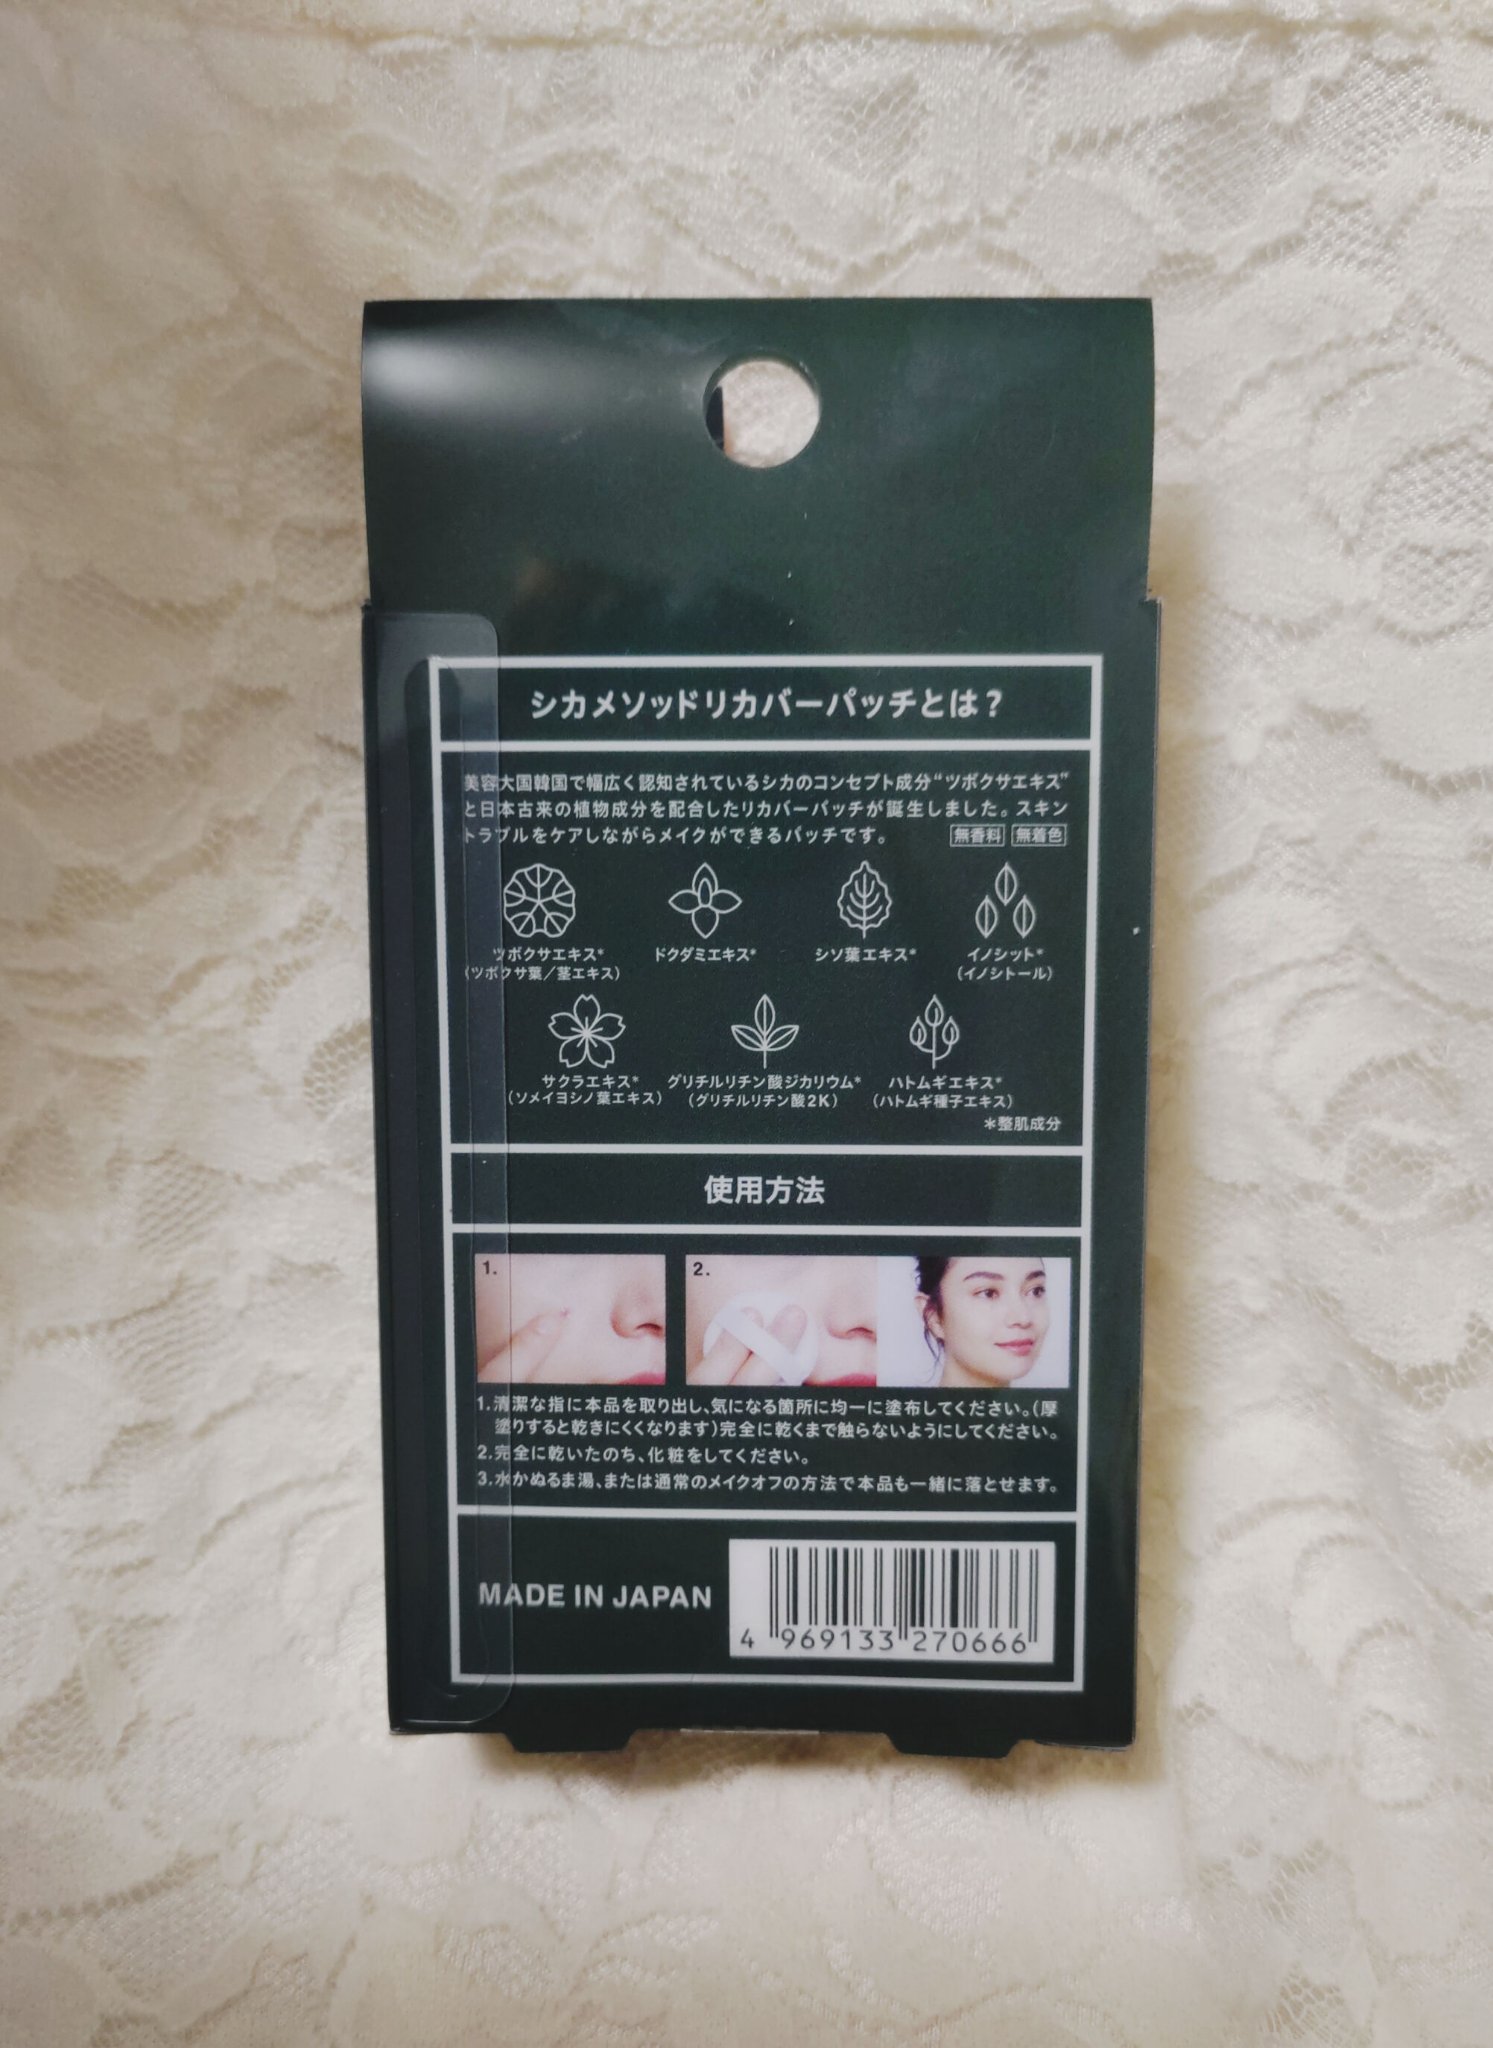 シカメソッドリカバーパッチとは？
美容大国韓国で幅広く認知されているシカのコンセプト成分“ツボクサエキス”
と日本古来の植物成分を配合したリカバーパッチが誕生しました。スキン
トラブルをケアしながらメイクができるパッチです。 無香料 無着色
ツボクサエキス* ドクダミエキス* シソ葉エキス* イノシット*
（ツボクサ葉／茎エキス） （イノシトール）
サクラエキス* グリチルリチン酸ジカリウム* ハトムギエキス*
（ソメイヨシノ葉エキス） （グリチルリチン酸2K） （ハトムギ種子エキス）
＊整肌成分
使用方法
1. 2.
1.清潔な指に本品を取り出し、気になる箇所に均一に塗布してください。（厚
塗りすると乾きにくくなります）完全に乾くまで触らないようにしてください。
2.完全に乾いたのち、化粧をしてください。
3.水かぬるま湯、または通常のメイクオフの方法で本品も一緒に落とせます。
MADE IN JAPAN
4 969133 270666